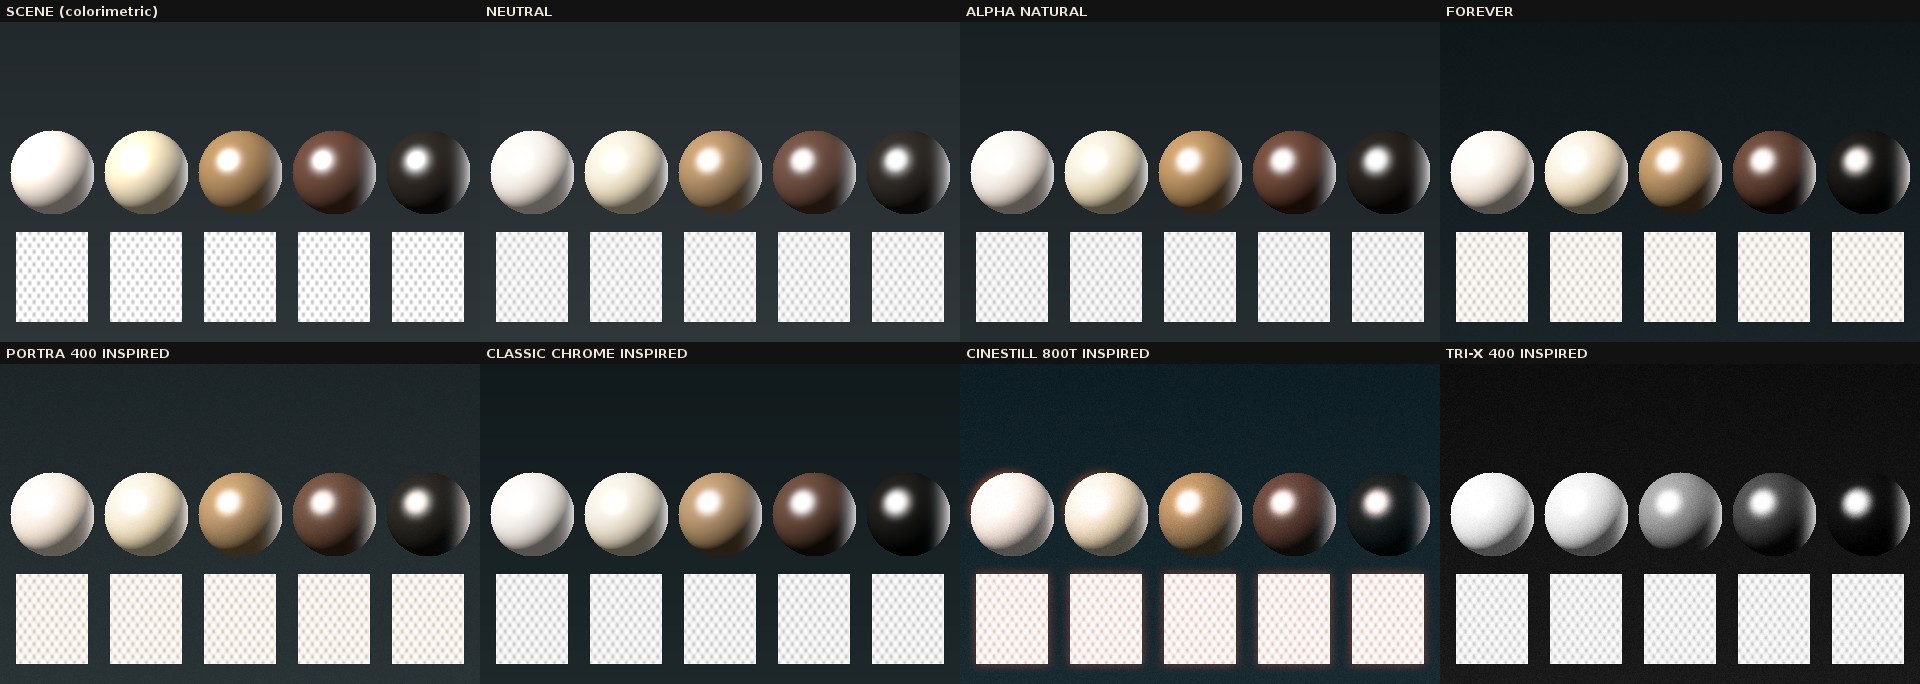 SCENE (colorimetric)
NEUTRAL
ALPHA NATURAL
FOREVER
PORTRA 400 INSPIRED
CLASSIC CHROME INSPIRED
CINESTILL 800T INSPIRED
TRI-X 400 INSPIRED